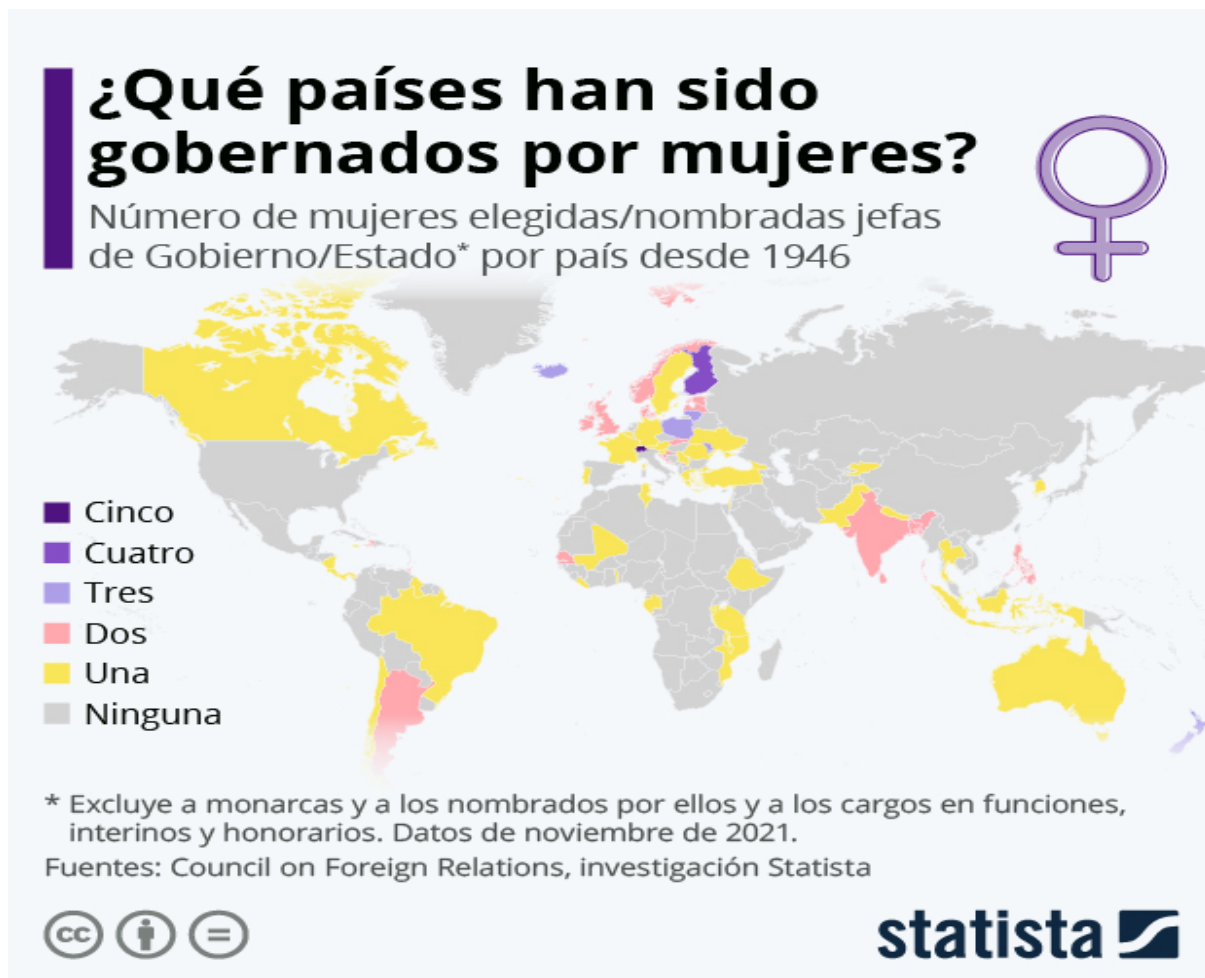 ¿Qué países han sido
gobernados por mujeres?
Número de mujeres elegidas/nombradas jefas
de Gobierno/Estado* por país desde 1946
Cinco
Cuatro
Tres
Dos
Una
Ninguna
* Excluye a monarcas y a los nombrados por ellos y a los cargos en funciones,
interinos y honorarios. Datos de noviembre de 2021.
Fuentes: Council on Foreign Relations, investigación Statista
cc
statista